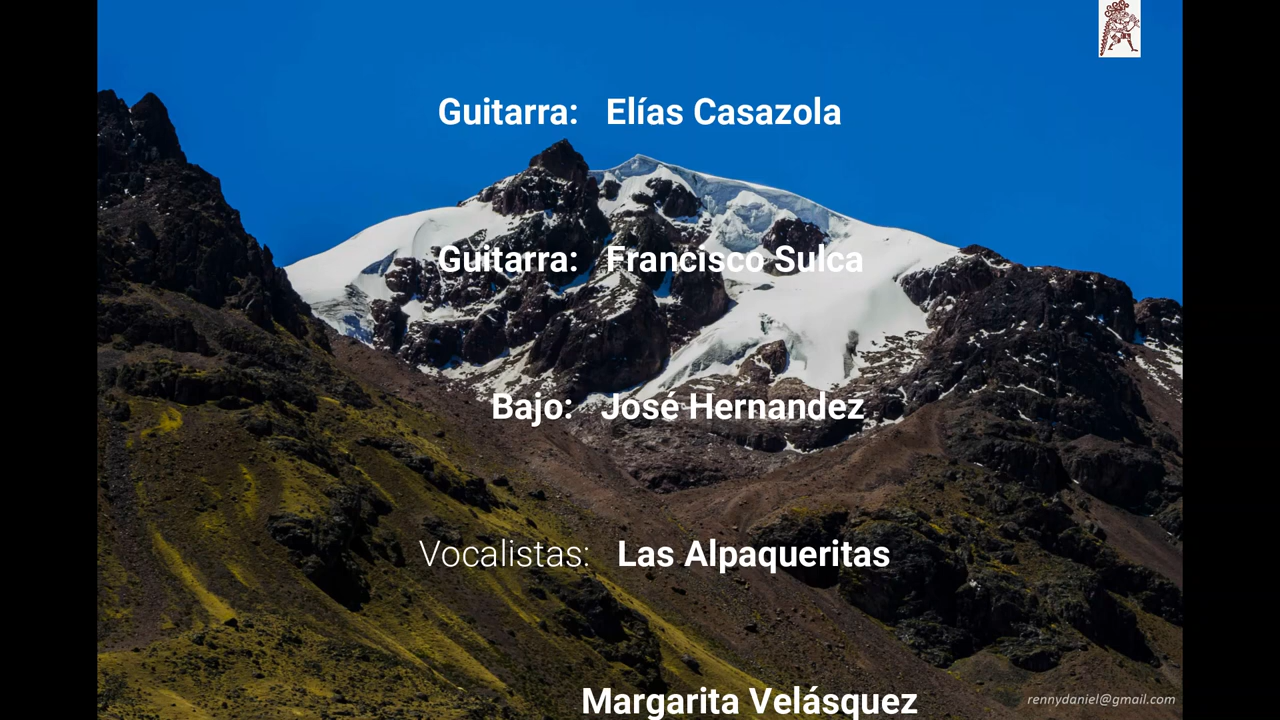 Guitarra: Elías Casazola
Guitarra: Francisco Sulca
Bajo: José Hernandez
Vocalistas: Las Alpaqueritas
Margarita Velásquez
rennydaniel@gmail.com